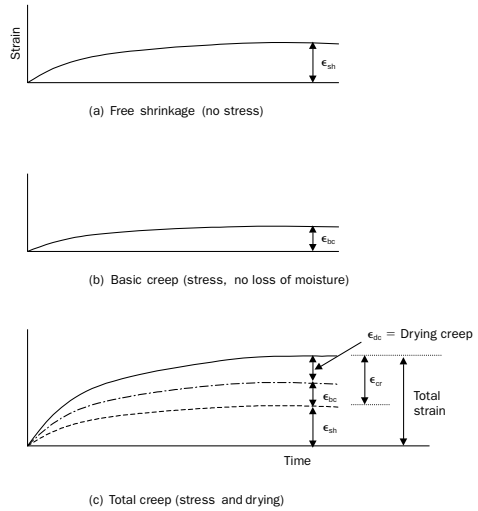 Strain
ϵsh
(a) Free shrinkage (no stress)
ϵbc
(b) Basic creep (stress, no loss of moisture)
ϵdc = Drying creep
ϵcr
ϵbc
Total
strain
ϵsh
Time
(c) Total creep (stress and drying)